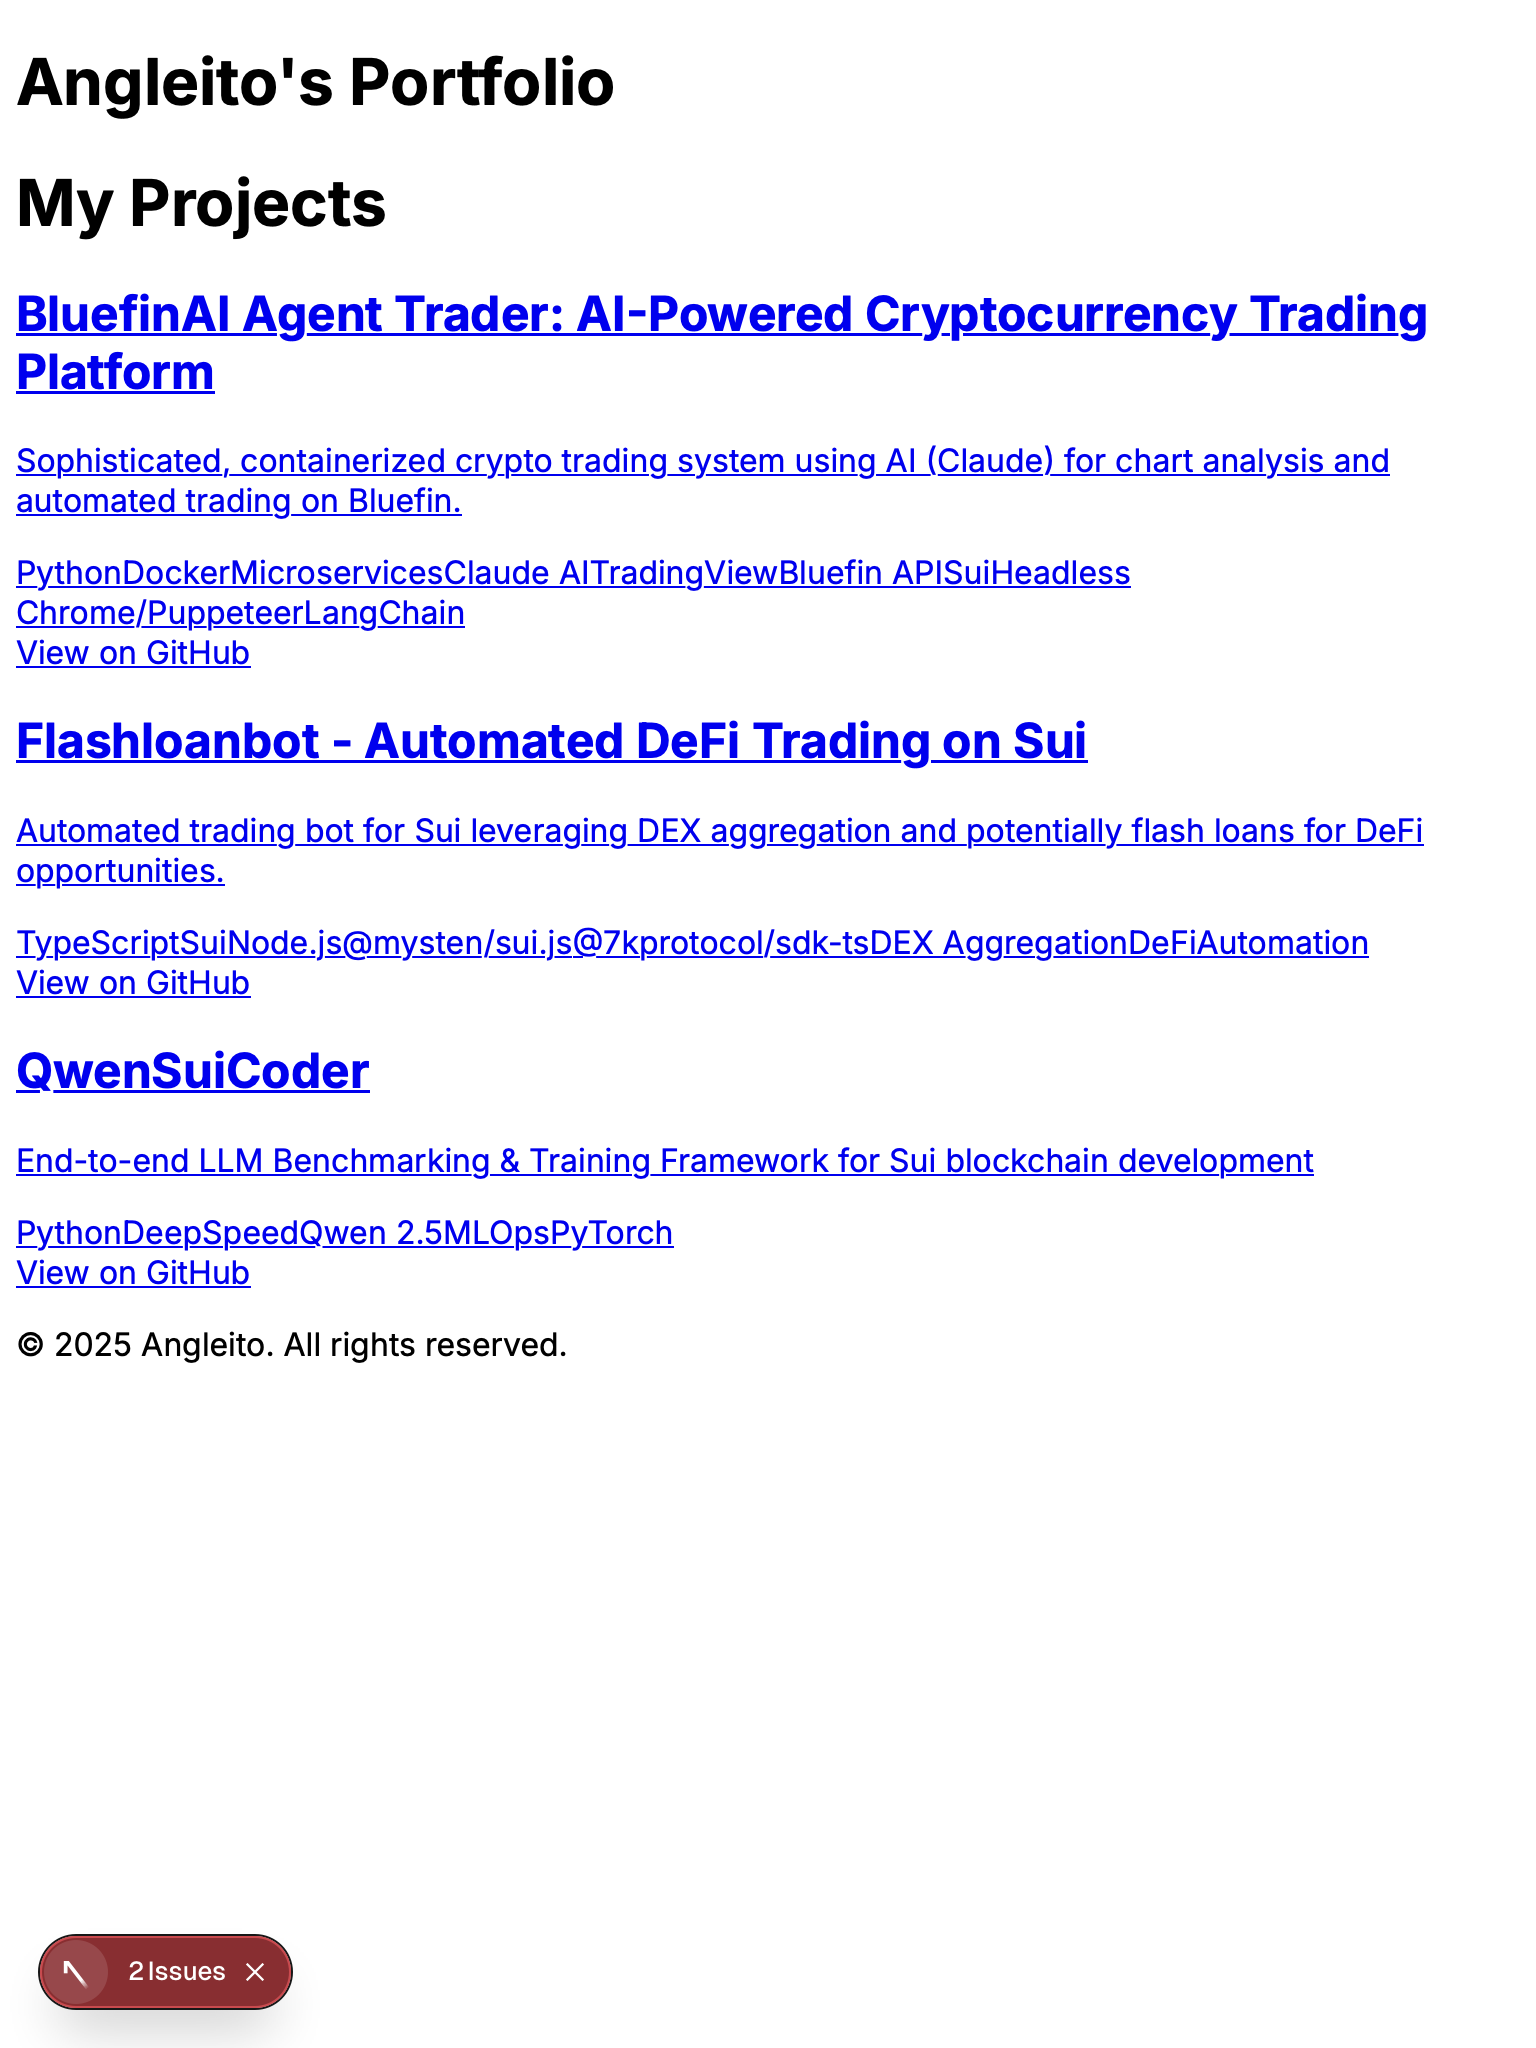 Angleito's Portfolio
My Projects
BluefinAI Agent Trader: AI-Powered Cryptocurrency Trading
Platform
Sophisticated, containerized crypto trading system using AI (Claude) for chart analysis and
automated trading on Bluefin.
PythonDockerMicroservicesClaude AITradingViewBluefin APISuiHeadless
Chrome/PuppeteerLangChain
View on GitHub
Flashloanbot - Automated DeFi Trading on Sui
Automated trading bot for Sui leveraging DEX aggregation and potentially flash loans for DeFi
opportunities.
TypeScriptSuiNode.js@mysten/sui.js@7kprotocol/sdk-tsDEX AggregationDeFiAutomation
View on GitHub
QwenSuiCoder
End-to-end LLM Benchmarking & Training Framework for Sui blockchain development
PythonDeepSpeedQwen 2.5MLOpsPyTorch
View on GitHub
© 2025 Angleito. All rights reserved.
2 Issues